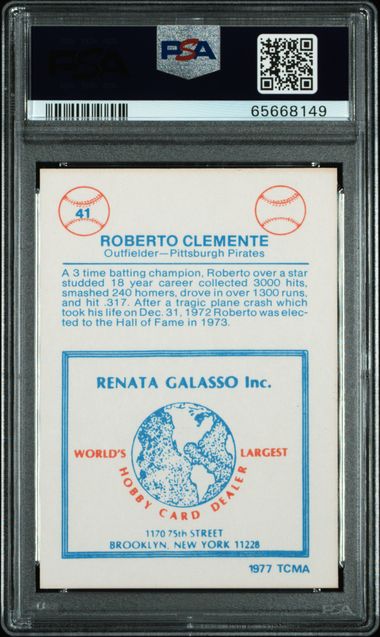 PSA
PSA
65668149
41
ROBERTO CLEMENTE
Outfielder—Pittsburgh Pirates
A 3 time batting champion, Roberto over a star
studded 18 year career collected 3000 hits,
smashed 240 homers, drove in over 1300 runs,
and hit .317. After a tragic plane crash which
took his life on Dec. 31, 1972 Roberto was elec-
ted to the Hall of Fame in 1973.
RENATA GALASSO Inc.
WORLD'S LARGEST
HOBBY CARD DEALER
1170 75th STREET
BROOKLYN, NEW YORK 11228
1977 TCMA
PSA